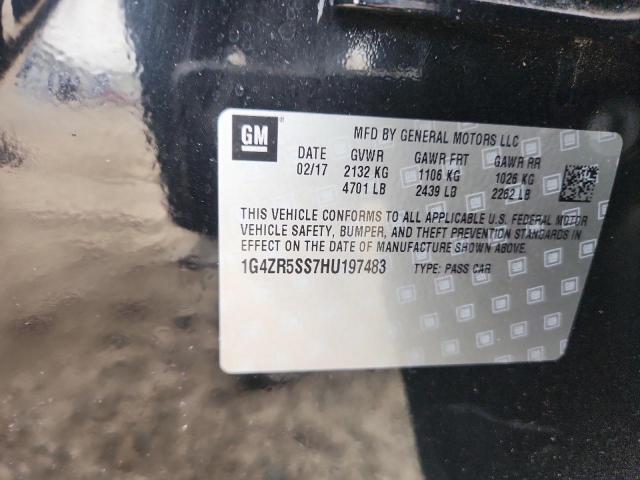 GM
MFD BY GENERAL MOTORS LLC
DATE GVWR GAWR FRT GAWR RR
02/17 2132 KG 1106 KG 1026 KG
4701 LB 2439 LB 2262 LB
THIS VEHICLE CONFORMS TO ALL APPLICABLE U.S. FEDERAL MOTOR
VEHICLE SAFETY, BUMPER, AND THEFT PREVENTION STANDARDS IN
EFFECT ON THE DATE OF MANUFACTURE SHOWN ABOVE.
1G4ZR5SS7HU197483 TYPE: PASS CAR